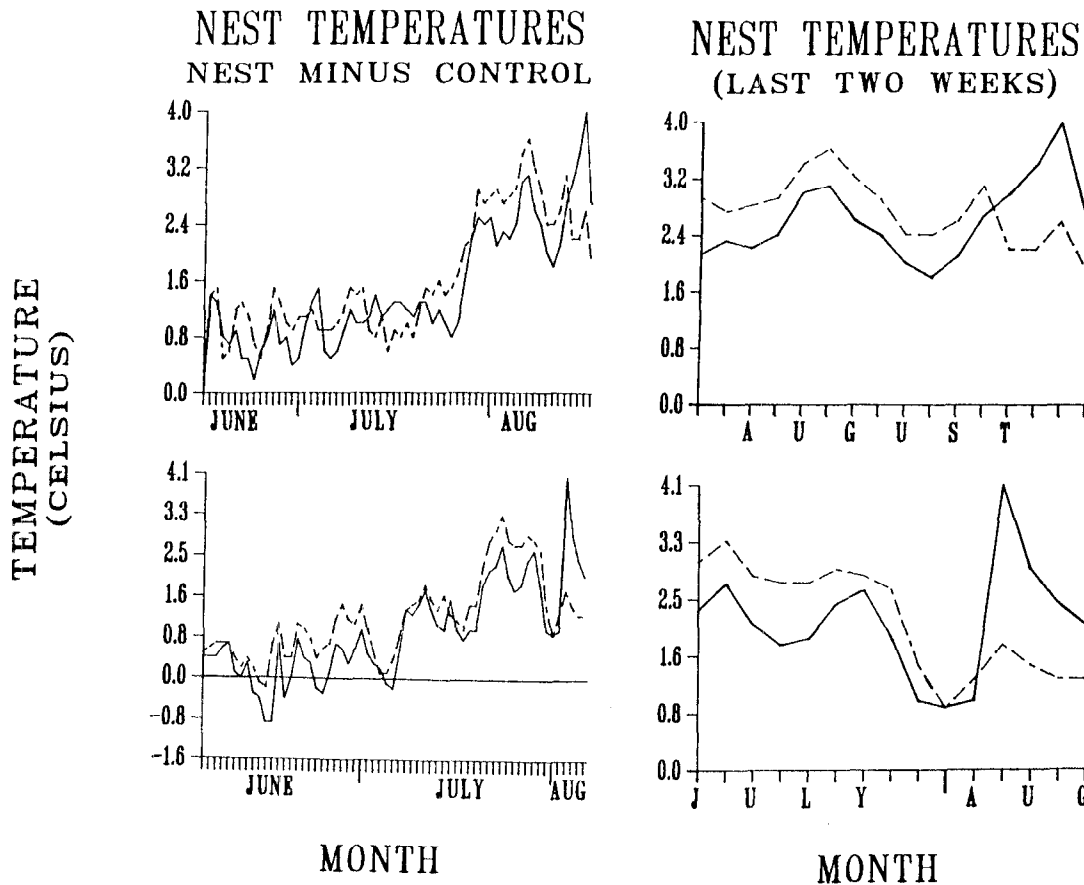 NEST TEMPERATURES
NEST MINUS CONTROL
NEST TEMPERATURES
(LAST TWO WEEKS)
TEMPERATURE
(CELSIUS)
4.0
3.2
2.4
1.6
0.8
0.0
JUNE JULY AUG
4.0
3.2
2.4
1.6
0.8
0.0
A U G U S T
4.1
3.3
2.5
1.6
0.8
0.0
-0.8
-1.6
JUNE JULY AUG
4.1
3.3
2.5
1.6
0.8
0.0
J U L Y A U G
MONTH
MONTH